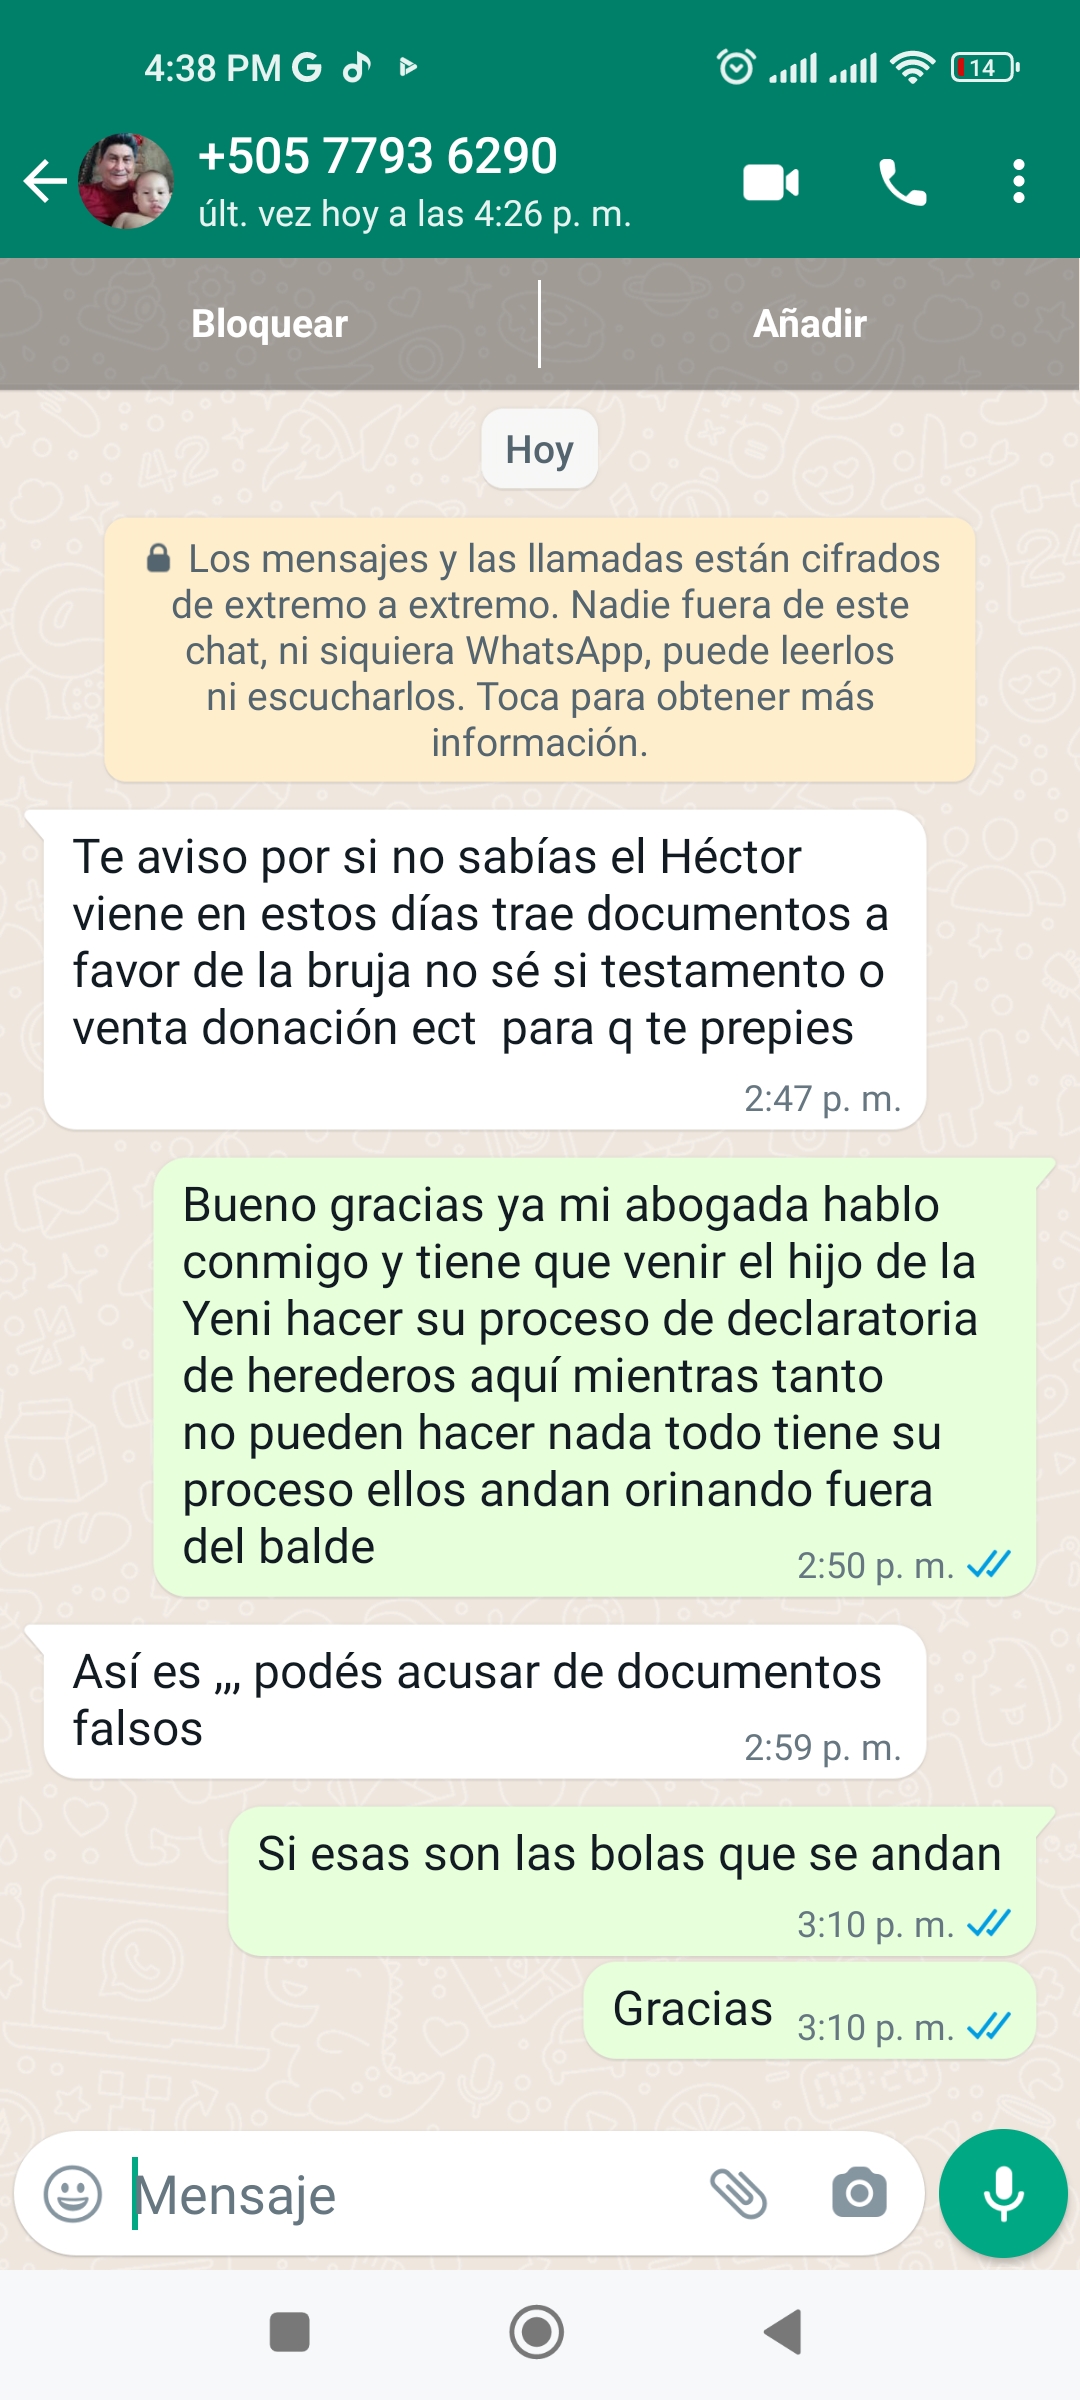 4:38 PM G
14
+505 7793 6290
últ. vez hoy a las 4:26 p. m.
Bloquear
Añadir
Hoy
Los mensajes y las llamadas están cifrados
de extremo a extremo. Nadie fuera de este
chat, ni siquiera WhatsApp, puede leerlos
ni escucharlos. Toca para obtener más
información.
Te aviso por si no sabías el Héctor
viene en estos días trae documentos a
favor de la bruja no sé si testamento o
venta donación ect  para q te prepies
2:47 p. m.
Bueno gracias ya mi abogada hablo
conmigo y tiene que venir el hijo de la
Yeni hacer su proceso de declaratoria
de herederos aquí mientras tanto
no pueden hacer nada todo tiene su
proceso ellos andan orinando fuera
del balde
2:50 p. m.
Así es ,,, podés acusar de documentos
falsos
2:59 p. m.
Si esas son las bolas que se andan
3:10 p. m.
Gracias
3:10 p. m.
Mensaje